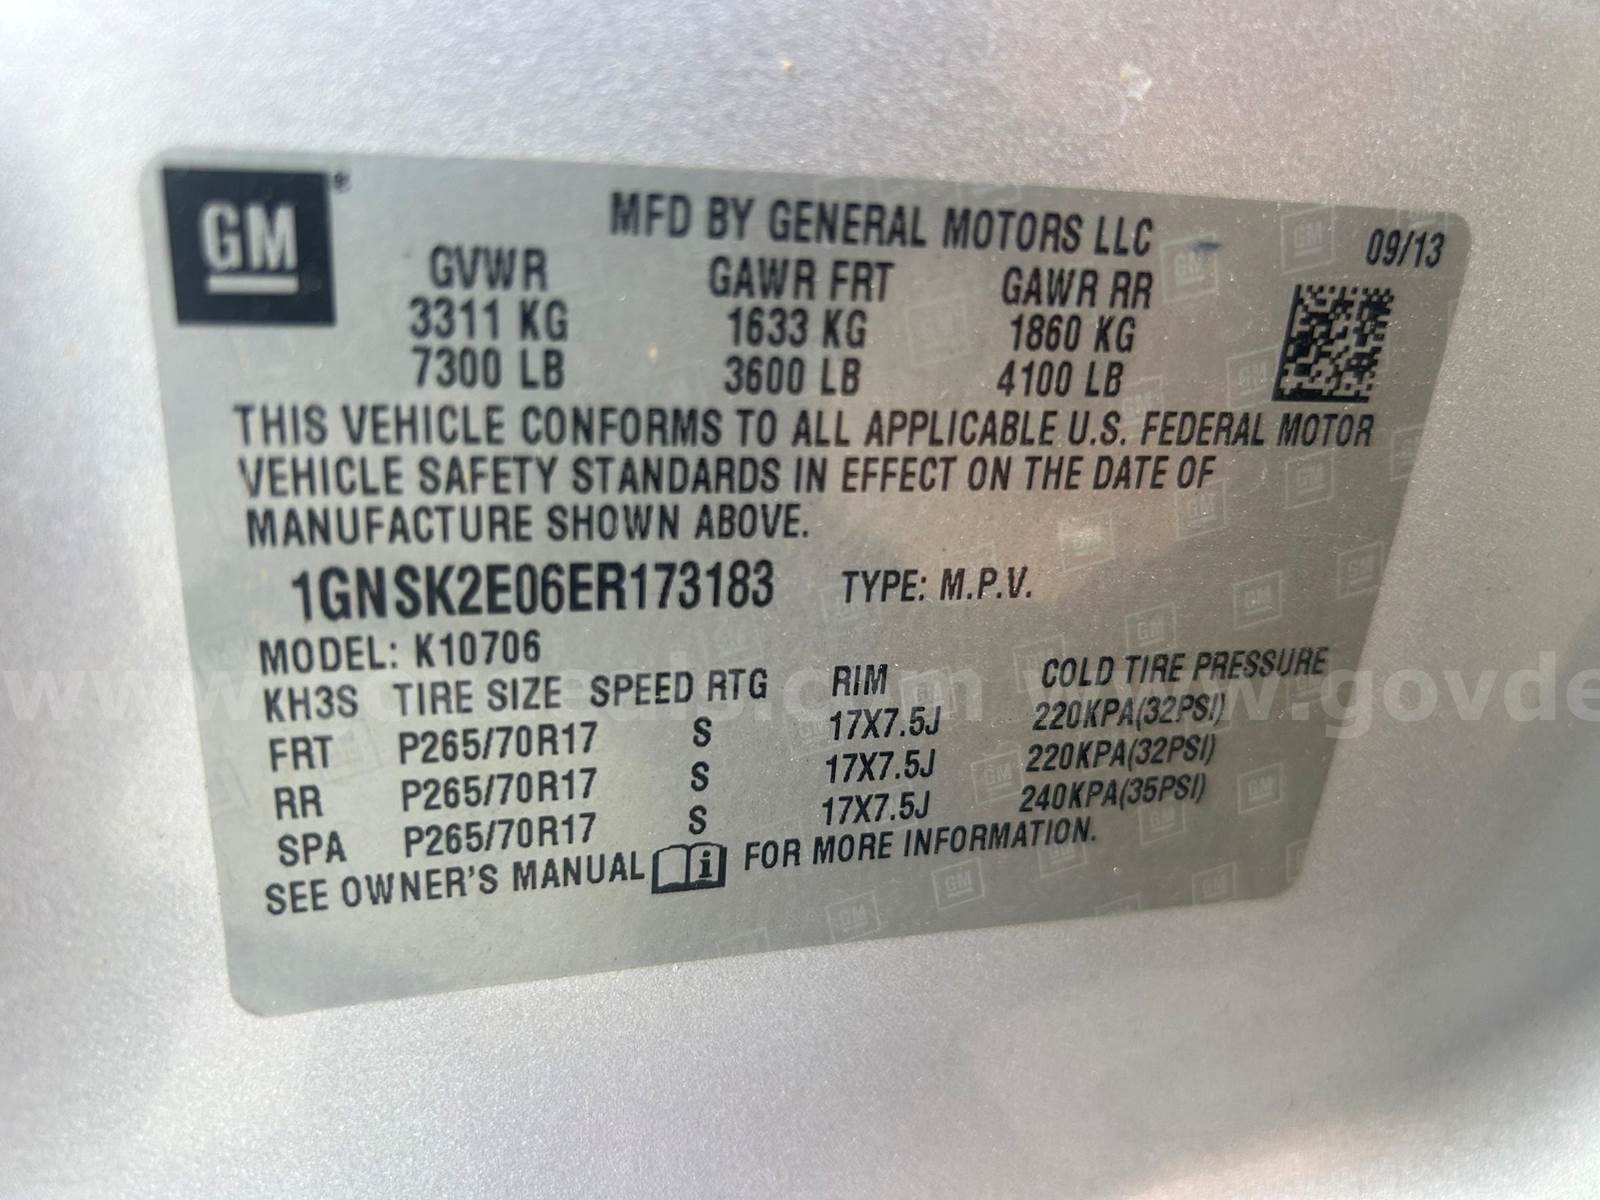 GM®
MFD BY GENERAL MOTORS LLC
09/13
GVWR GAWR FRT GAWR RR
3311 KG 1633 KG 1860 KG
7300 LB 3600 LB 4100 LB
THIS VEHICLE CONFORMS TO ALL APPLICABLE U.S. FEDERAL MOTOR
VEHICLE SAFETY STANDARDS IN EFFECT ON THE DATE OF
MANUFACTURE SHOWN ABOVE.
1GNSK2E06ER173183 TYPE: M.P.V.
MODEL: K10706
KH3S TIRE SIZE SPEED RTG RIM COLD TIRE PRESSURE
FRT P265/70R17 S 17X7.5J 220KPA(32PSI)
RR P265/70R17 S 17X7.5J 220KPA(32PSI)
SPA P265/70R17 S 17X7.5J 240KPA(35PSI)
SEE OWNER'S MANUAL i FOR MORE INFORMATION.